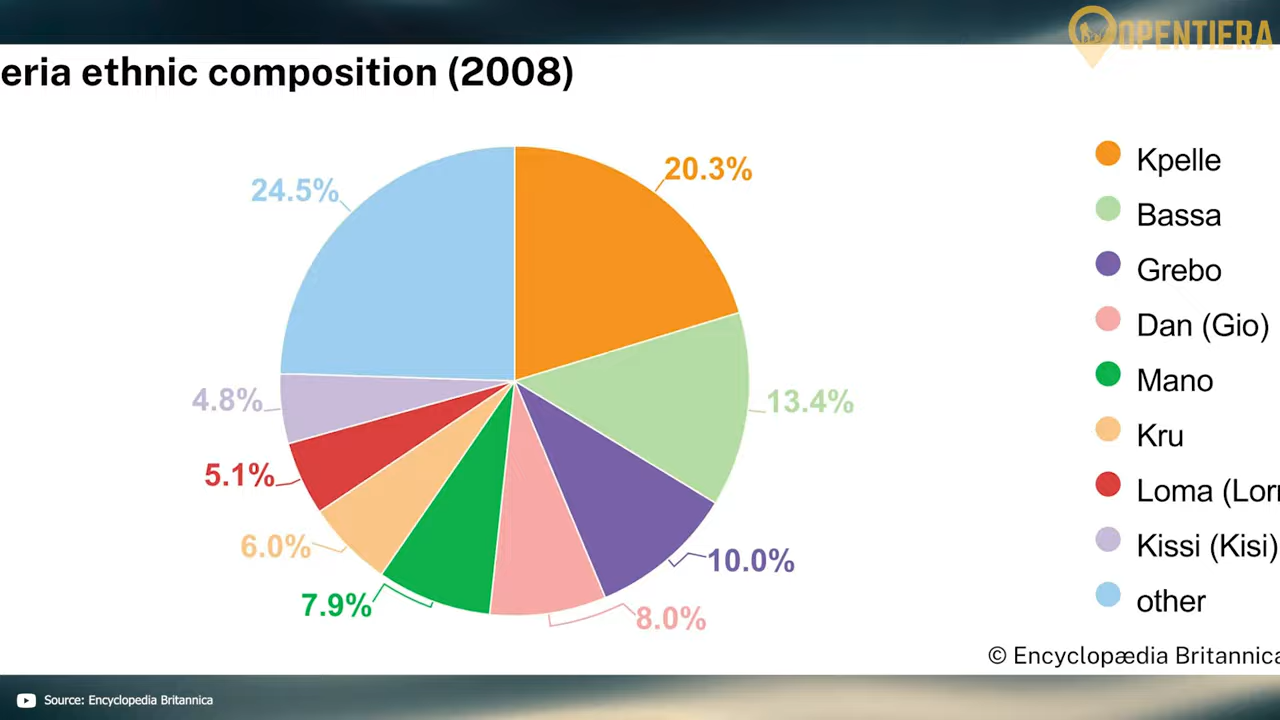 OPENTIERA
eria ethnic composition (2008)
24.5%
20.3%
13.4%
10.0%
8.0%
7.9%
6.0%
5.1%
4.8%
Kpelle
Bassa
Grebo
Dan (Gio)
Mano
Kru
Loma (Lor
Kissi (Kisi)
other
© Encyclopædia Britannica
Source: Encyclopedia Britannica